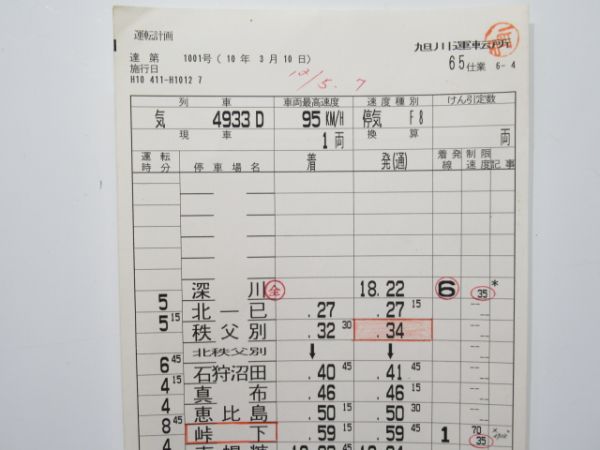 運転計画
旭川運転所
達 第 1001号 ( 10 年 3 月 10 日 )
65 仕業 6-4
施行日
H10 411-H1012 7
12/5. 7
列 車 車両最高速度 速度種別 けん引定数
気 4933 D 95 KM/H 停気 F 8
現 車 1 両 換 算 両
運転時分 停車場名 着 発(通) 着発線 制限速度 記事
深 川 全 18. 22 6 35 *
5 北一已 . 27 . 27 15
5 15 秩父別 . 32 30 . 34
北秩父別 ↓ ↓
6 45 石狩沼田 . 40 45 . 41 45
4 15 真 布 . 46 15 . 46 15
4 恵比島 . 50 15 . 50 30
8 45 峠 下 . 59 15 . 59 45 1 70 35